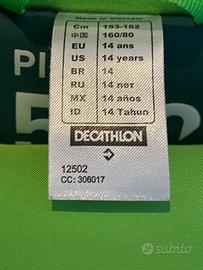 Made in Vietnam
Cm 153-162
中国 160/80
EU 14 ans
US 14 years
BR 14
RU 14 лет
MX 14 años
ID 14 Tahun
DECATHLON
12502
CC: 306017
subito